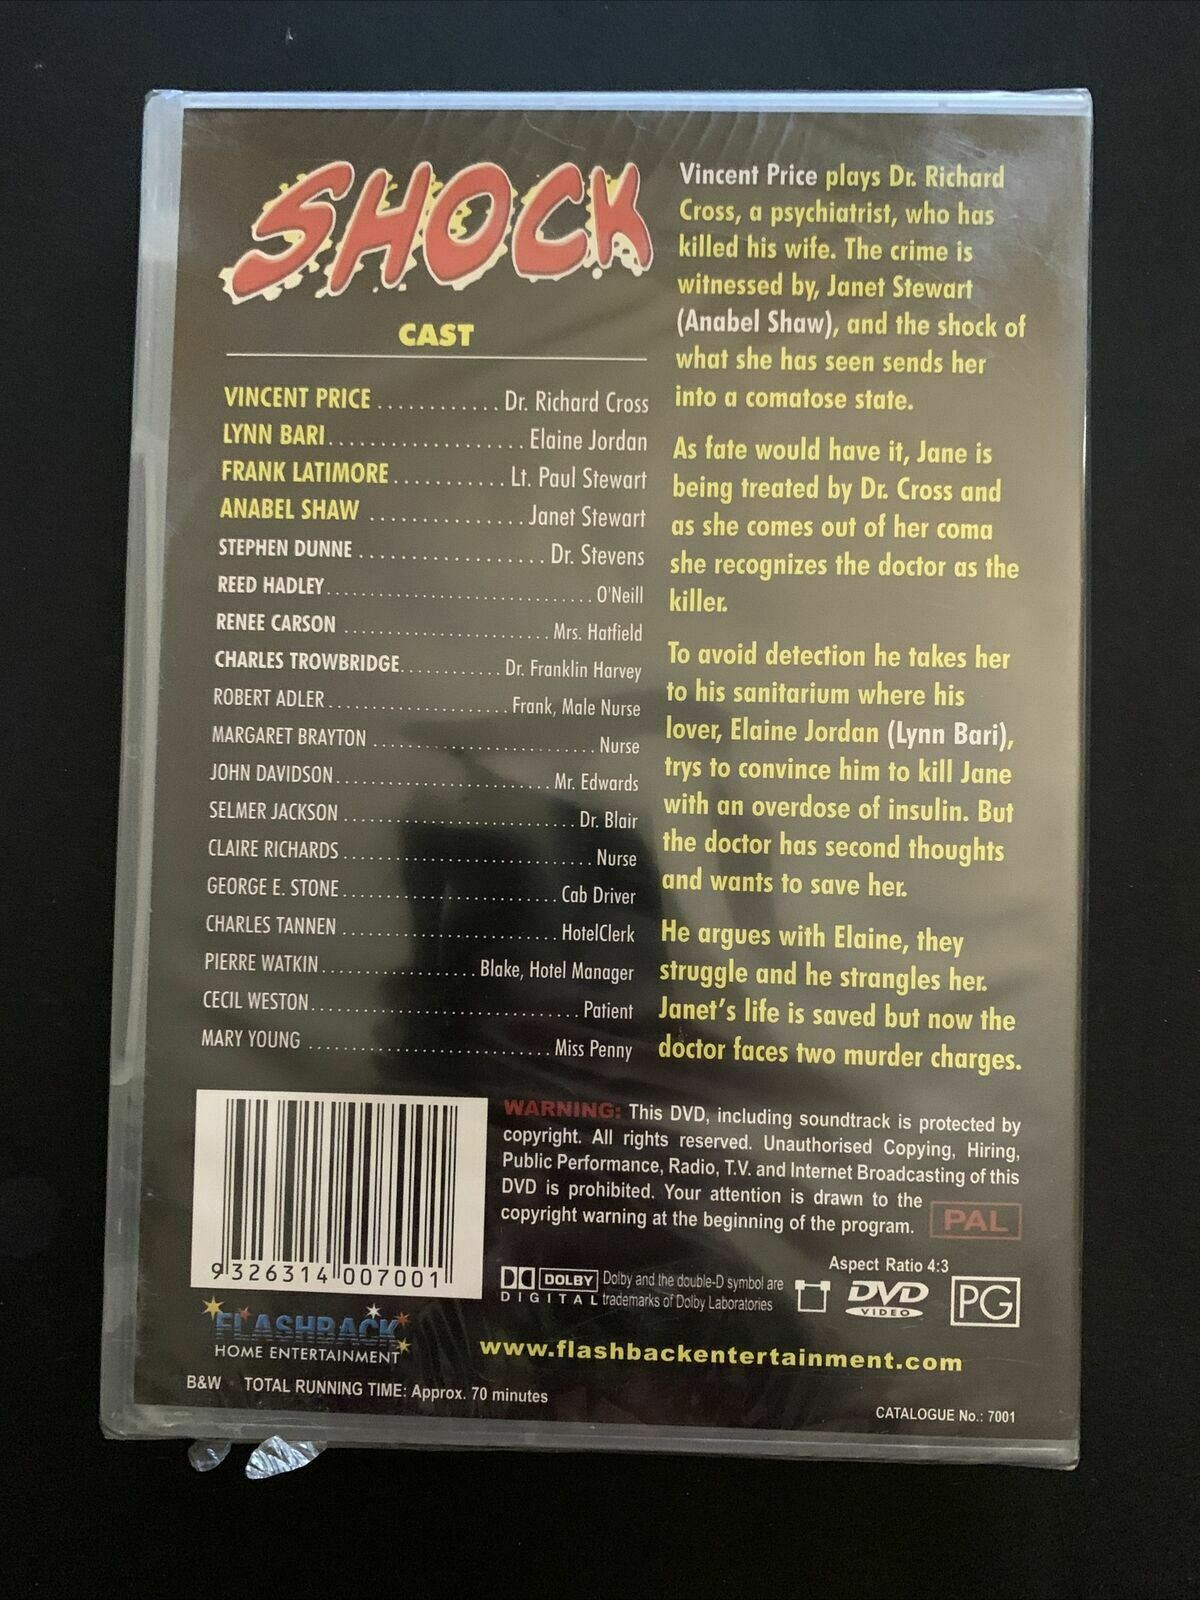 SHOCK
CAST
VINCENT PRICE ............ Dr. Richard Cross
LYNN BARI ................... Elaine Jordan
FRANK LATIMORE ........... Lt. Paul Stewart
ANABEL SHAW ............... Janet Stewart
STEPHEN DUNNE ................... Dr. Stevens
REED HADLEY ............................... O'Neill
RENEE CARSON ....................... Mrs. Hatfield
CHARLES TROWBRIDGE ............ Dr. Franklin Harvey
ROBERT ADLER .................... Frank, Male Nurse
MARGARET BRAYTON ......................... Nurse
JOHN DAVIDSON ......................... Mr. Edwards
SELMER JACKSON .......................... Dr. Blair
CLAIRE RICHARDS ............................ Nurse
GEORGE E. STONE ........................ Cab Driver
CHARLES TANNEN ........................ HotelClerk
PIERRE WATKIN ................. Blake, Hotel Manager
CECIL WESTON .............................. Patient
MARY YOUNG ........................... Miss Penny
Vincent Price plays Dr. Richard
Cross, a psychiatrist, who has
killed his wife. The crime is
witnessed by, Janet Stewart
(Anabel Shaw), and the shock of
what she has seen sends her
into a comatose state.
As fate would have it, Jane is
being treated by Dr. Cross and
as she comes out of her coma
she recognizes the doctor as the
killer.
To avoid detection he takes her
to his sanitarium where his
lover, Elaine Jordan (Lynn Bari),
trys to convince him to kill Jane
with an overdose of insulin. But
the doctor has second thoughts
and wants to save her.
He argues with Elaine, they
struggle and he strangles her.
Janet's life is saved but now the
doctor faces two murder charges.
WARNING: This DVD, including soundtrack is protected by
copyright. All rights reserved. Unauthorised Copying, Hiring,
Public Performance, Radio, T.V. and Internet Broadcasting of this
DVD is prohibited. Your attention is drawn to the
copyright warning at the beginning of the program.
PAL
9 326314 007001
Aspect Ratio 4:3
DOLBY
DIGITAL
Dolby and the double-D symbol are
trademarks of Dolby Laboratories
DVD
VIDEO
PG
FLASHBACK
HOME ENTERTAINMENT
www.flashbackentertainment.com
B&W TOTAL RUNNING TIME: Approx. 70 minutes
CATALOGUE No.: 7001